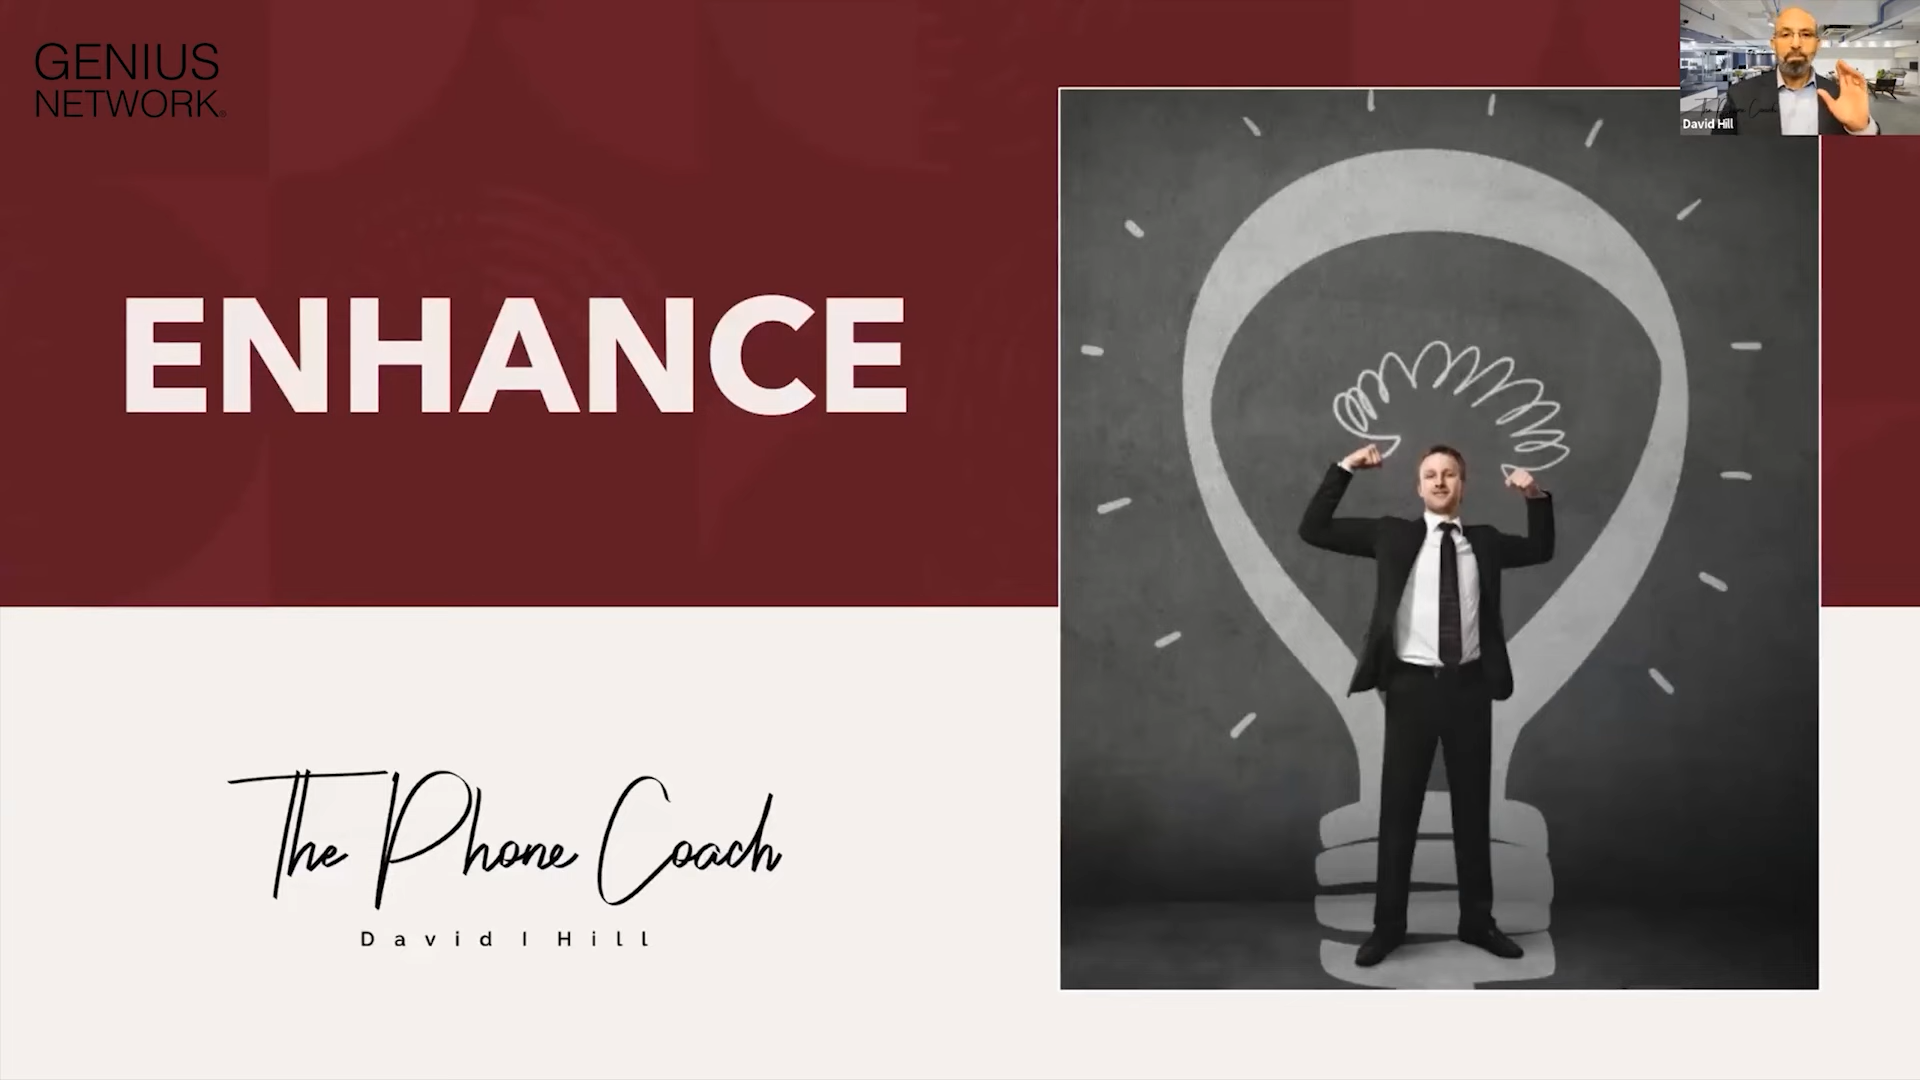 GENIUS
NETWORK®
David Hill
ENHANCE
The Phone Coach
David I Hill